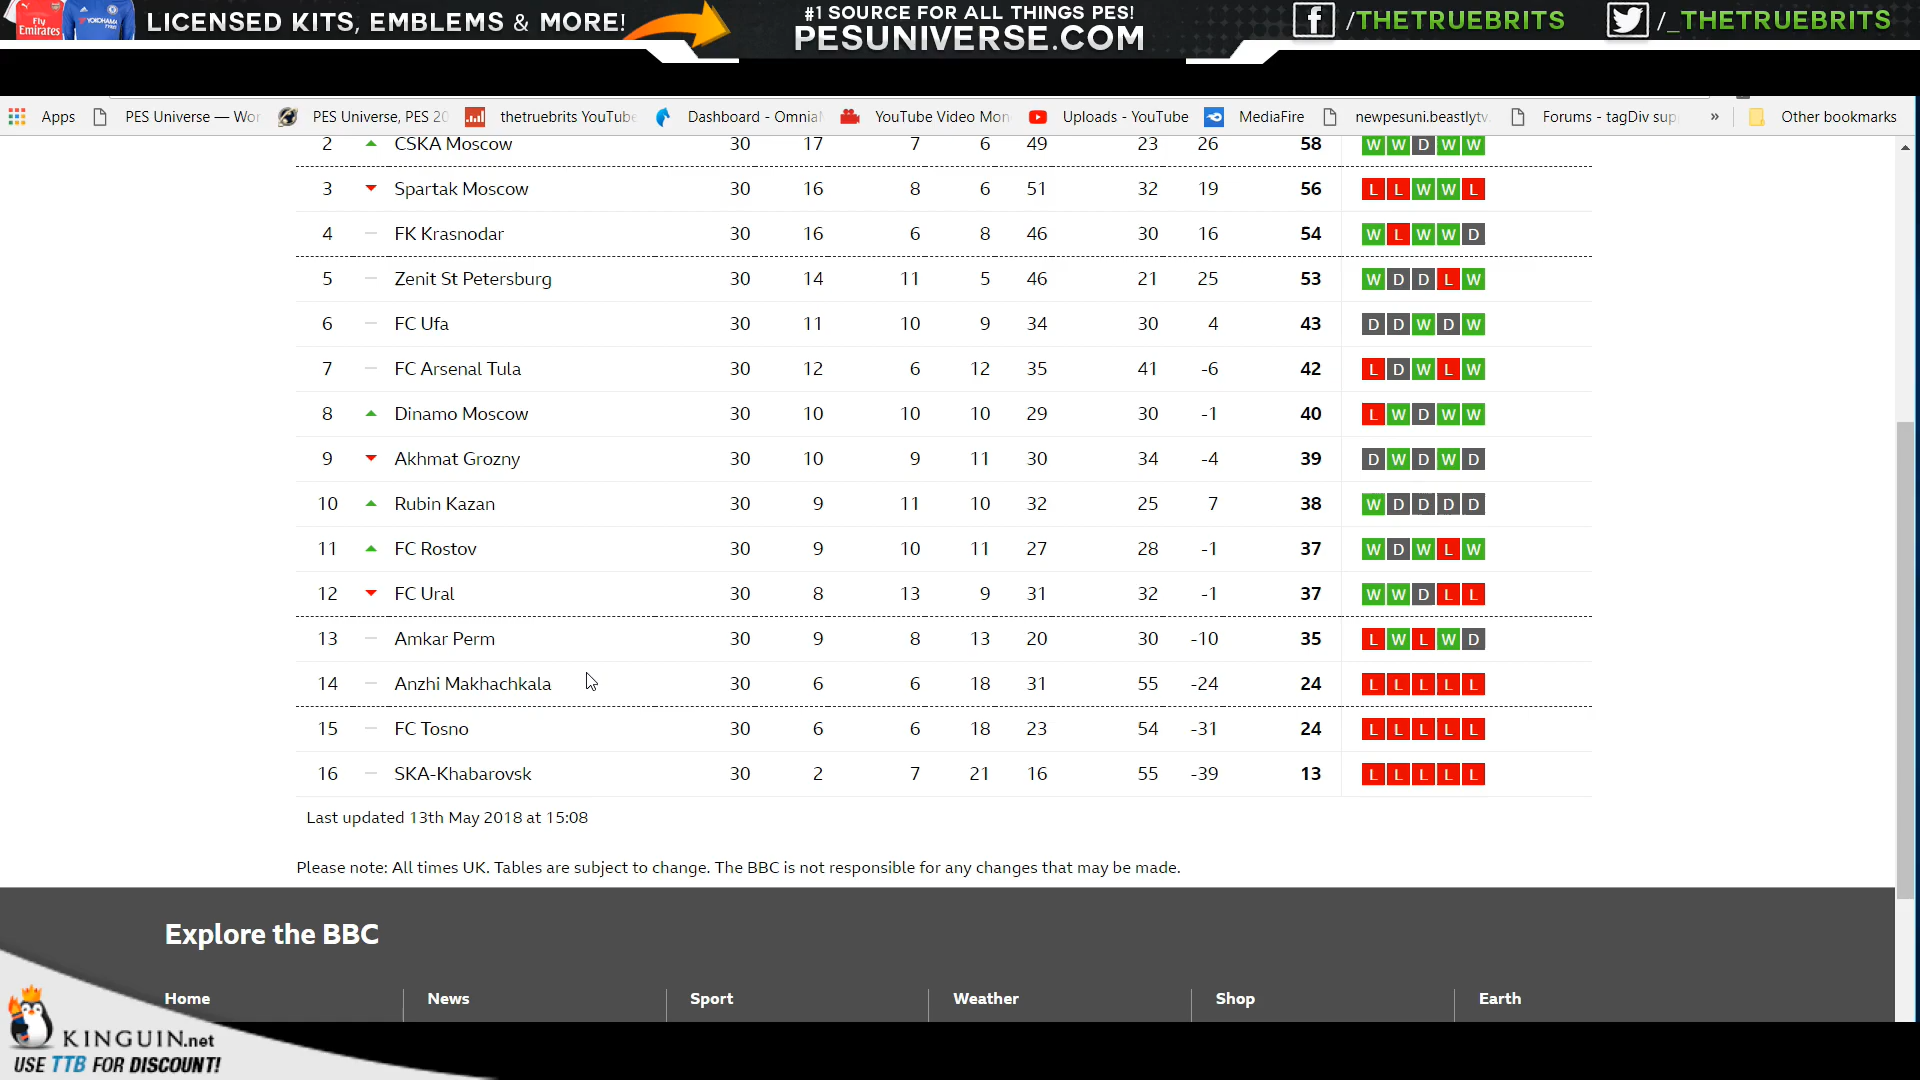 Fly Emirates
YOKOHAMA
LICENSED KITS, EMBLEMS & MORE!
#1 SOURCE FOR ALL THINGS PES!
PESUNIVERSE.COM
/THETRUEBRITS
/_THETRUEBRITS
Apps PES Universe — Wor PES Universe, PES 20 thetruebrits YouTube Dashboard - Omnia YouTube Video Mon Uploads - YouTube MediaFire newpesuni.beastlytv. Forums - tagDiv sup » Other bookmarks
2 CSKA Moscow 30 17 7 6 49 23 26 58 W W D W W
3 Spartak Moscow 30 16 8 6 51 32 19 56 L L W W L
4 FK Krasnodar 30 16 6 8 46 30 16 54 W L W W D
5 Zenit St Petersburg 30 14 11 5 46 21 25 53 W D D L W
6 FC Ufa 30 11 10 9 34 30 4 43 D D W D W
7 FC Arsenal Tula 30 12 6 12 35 41 -6 42 L D W L W
8 Dinamo Moscow 30 10 10 10 29 30 -1 40 L W D W W
9 Akhmat Grozny 30 10 9 11 30 34 -4 39 D W D W D
10 Rubin Kazan 30 9 11 10 32 25 7 38 W D D D D
11 FC Rostov 30 9 10 11 27 28 -1 37 W D W L W
12 FC Ural 30 8 13 9 31 32 -1 37 W W D L L
13 Amkar Perm 30 9 8 13 20 30 -10 35 L W L W D
14 Anzhi Makhachkala 30 6 6 18 31 55 -24 24 L L L L L
15 FC Tosno 30 6 6 18 23 54 -31 24 L L L L L
16 SKA-Khabarovsk 30 2 7 21 16 55 -39 13 L L L L L
Last updated 13th May 2018 at 15:08
Please note: All times UK. Tables are subject to change. The BBC is not responsible for any changes that may be made.
Explore the BBC
Home News Sport Weather Shop Earth
KINGUIN.net
USE TTB FOR DISCOUNT!